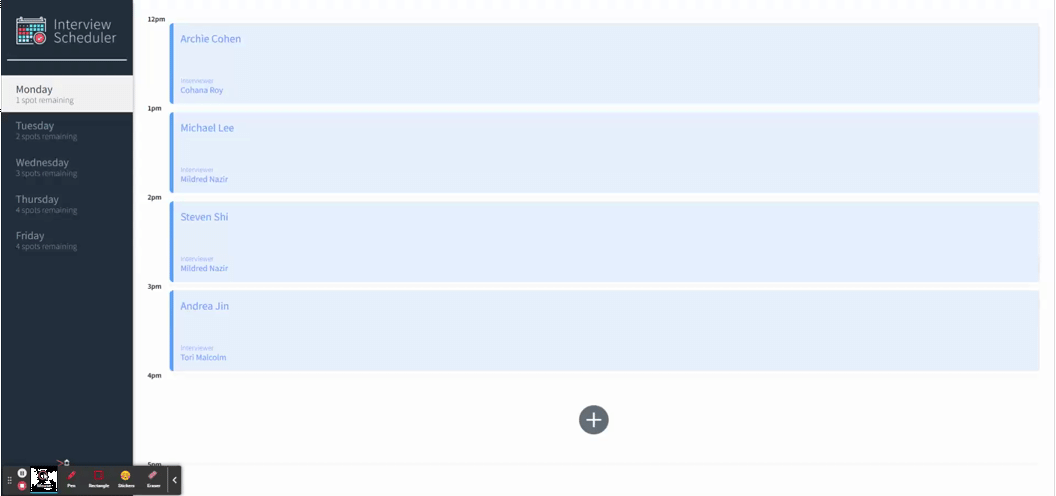 Interview
Scheduler
Monday
1 spot remaining
Tuesday
2 spots remaining
Wednesday
3 spots remaining
Thursday
4 spots remaining
Friday
4 spots remaining
12pm
Archie Cohen
Interviewer
Cohana Roy
1pm
Michael Lee
Interviewer
Mildred Nazir
2pm
Steven Shi
Interviewer
Mildred Nazir
3pm
Andrea Jin
Interviewer
Tori Malcolm
4pm
5pm
Pen
Rectangle
Stickers
Eraser